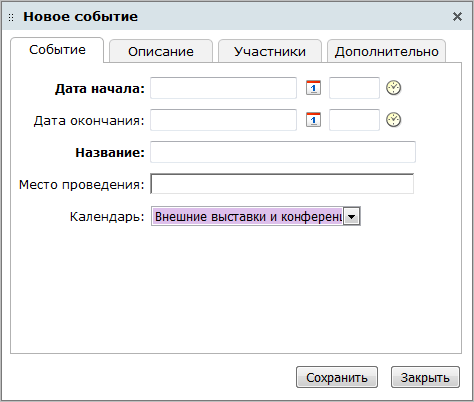 Новое событие
Событие
Описание
Участники
Дополнительно
Дата начала:
1
Дата окончания:
1
Название:
Место проведения:
Календарь:
Внешние выставки и конферен
Сохранить
Закрыть